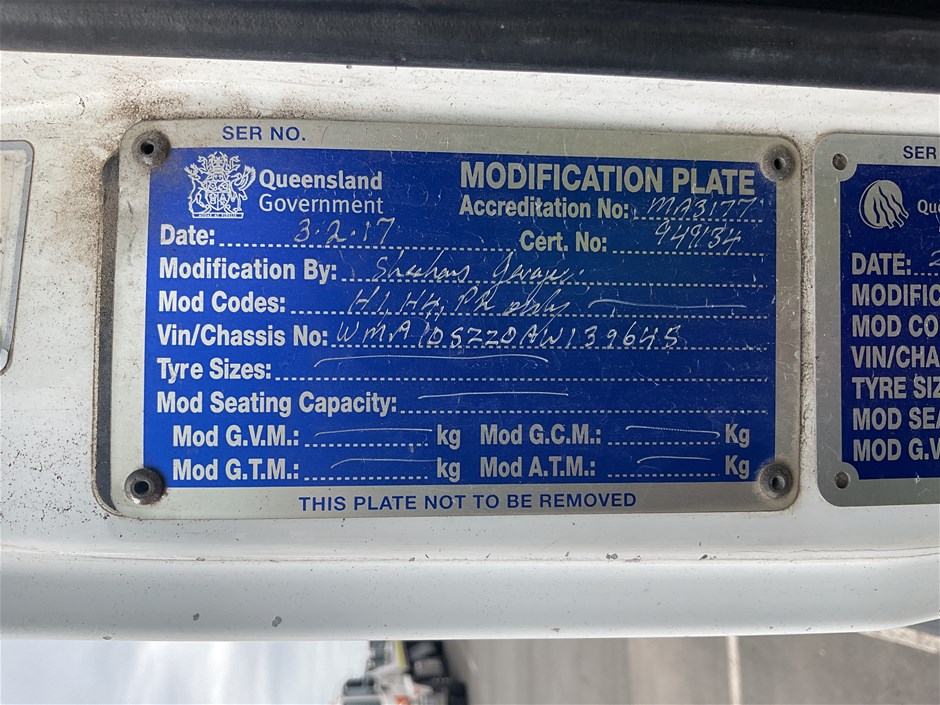 SER NO.
Queensland
Government
MODIFICATION PLATE
Accreditation No: MA3177
Date: 3.2.17 Cert. No: 949134
Modification By:
Mod Codes: H1, H4, P2 only
Vin/Chassis No: WMA10SZZ0AW139645
Tyre Sizes:
Mod Seating Capacity:
Mod G.V.M.: kg Mod G.C.M.: Kg
Mod G.T.M.: kg Mod A.T.M.: Kg
THIS PLATE NOT TO BE REMOVED
SER
Qu
DATE: 2
MODIFIC
MOD CO
VIN/CHA
TYRE SIZ
MOD SEA
MOD G.V